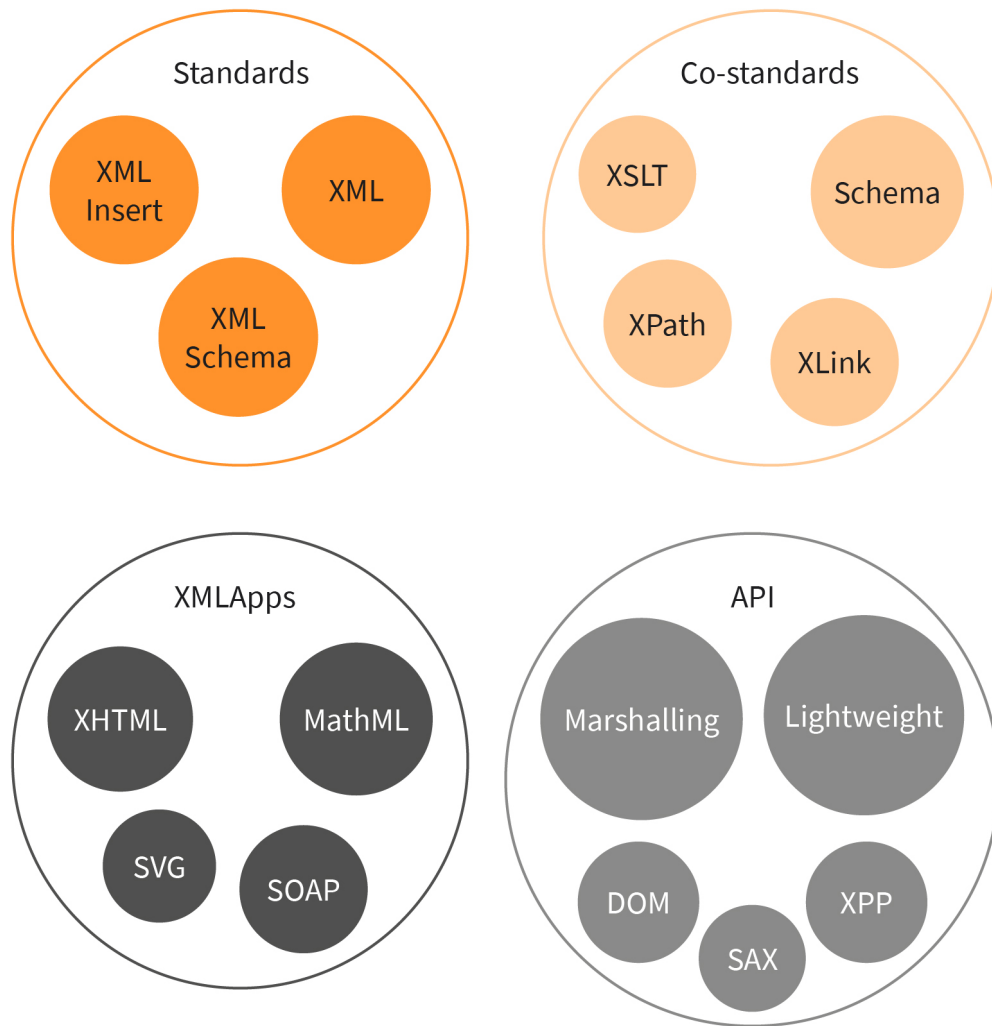 Standards
XML
Insert
XML
XML
Schema
Co-standards
XSLT
Schema
XPath
XLink
XMLApps
XHTML
MathML
SVG
SOAP
API
Marshalling
Lightweight
DOM
SAX
XPP